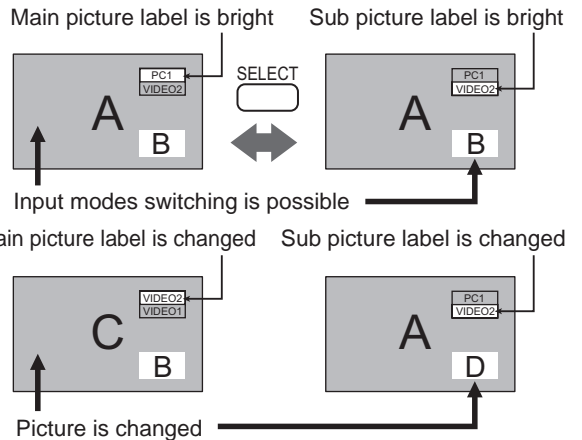 Main picture label is bright
Sub picture label is bright
PC1
VIDEO2
A
B
SELECT
PC1
VIDEO2
A
B
Input modes switching is possible
ain picture label is changed
Sub picture label is changed
VIDEO2
VIDEO1
C
B
PC1
VIDEO2
A
D
Picture is changed